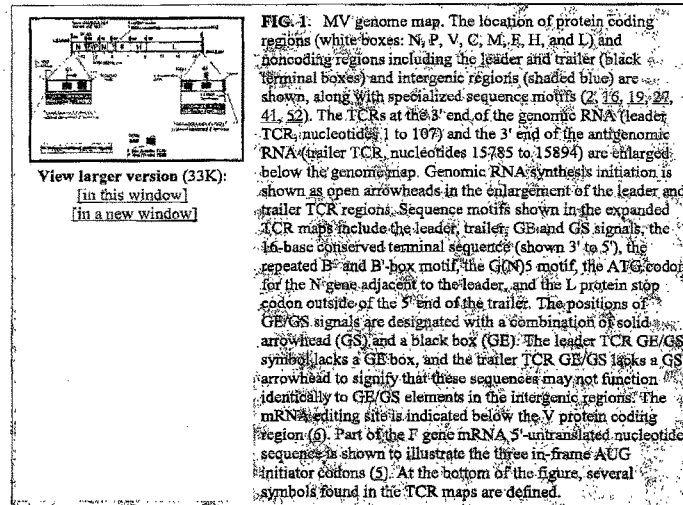 FIG. 1: MV genome map. The location of protein coding
regions (white boxes: N, P, V, C, M, F, H, and L) and
noncoding regions including the leader and trailer (black
terminal boxes) and intergenic regions (shaded blue) are
shown, along with specialized sequence motifs (2, 16, 19, 27,
41, 52). The TCRs at the 3' end of the genomic RNA (leader
TCR, nucleotides 1 to 107) and the 3' end of the antigenomic
RNA (trailer TCR, nucleotides 15785 to 15894) are enlarged
below the genome map. Genomic RNA synthesis initiation is
shown as open arrowheads in the enlargement of the leader and
trailer TCR regions. Sequence motifs shown in the expanded
TCR maps include the leader, trailer, GE and GS signals, the
16-base conserved terminal sequence (shown 3' to 5'), the
repeated B- and B'-box motif, the G(N)5 motif, the ATG codon
for the N gene adjacent to the leader, and the L protein stop
codon outside of the 5' end of the trailer. The positions of
GE/GS signals are designated with a combination of solid
arrowhead (GS) and a black box (GE). The leader TCR GE/GS
symbol lacks a GE box, and the trailer TCR GE/GS lacks a GS
arrowhead to signify that these sequences may not function
identically to GE/GS elements in the intergenic regions. The
mRNA editing site is indicated below the V protein coding
region (6). Part of the F gene mRNA 5'-untranslated nucleotide
sequence is shown to illustrate the three in-frame AUG
initiator codons (5). At the bottom of the figure, several
symbols found in the TCR maps are defined.
View larger version (33K):
[in this window]
[in a new window]